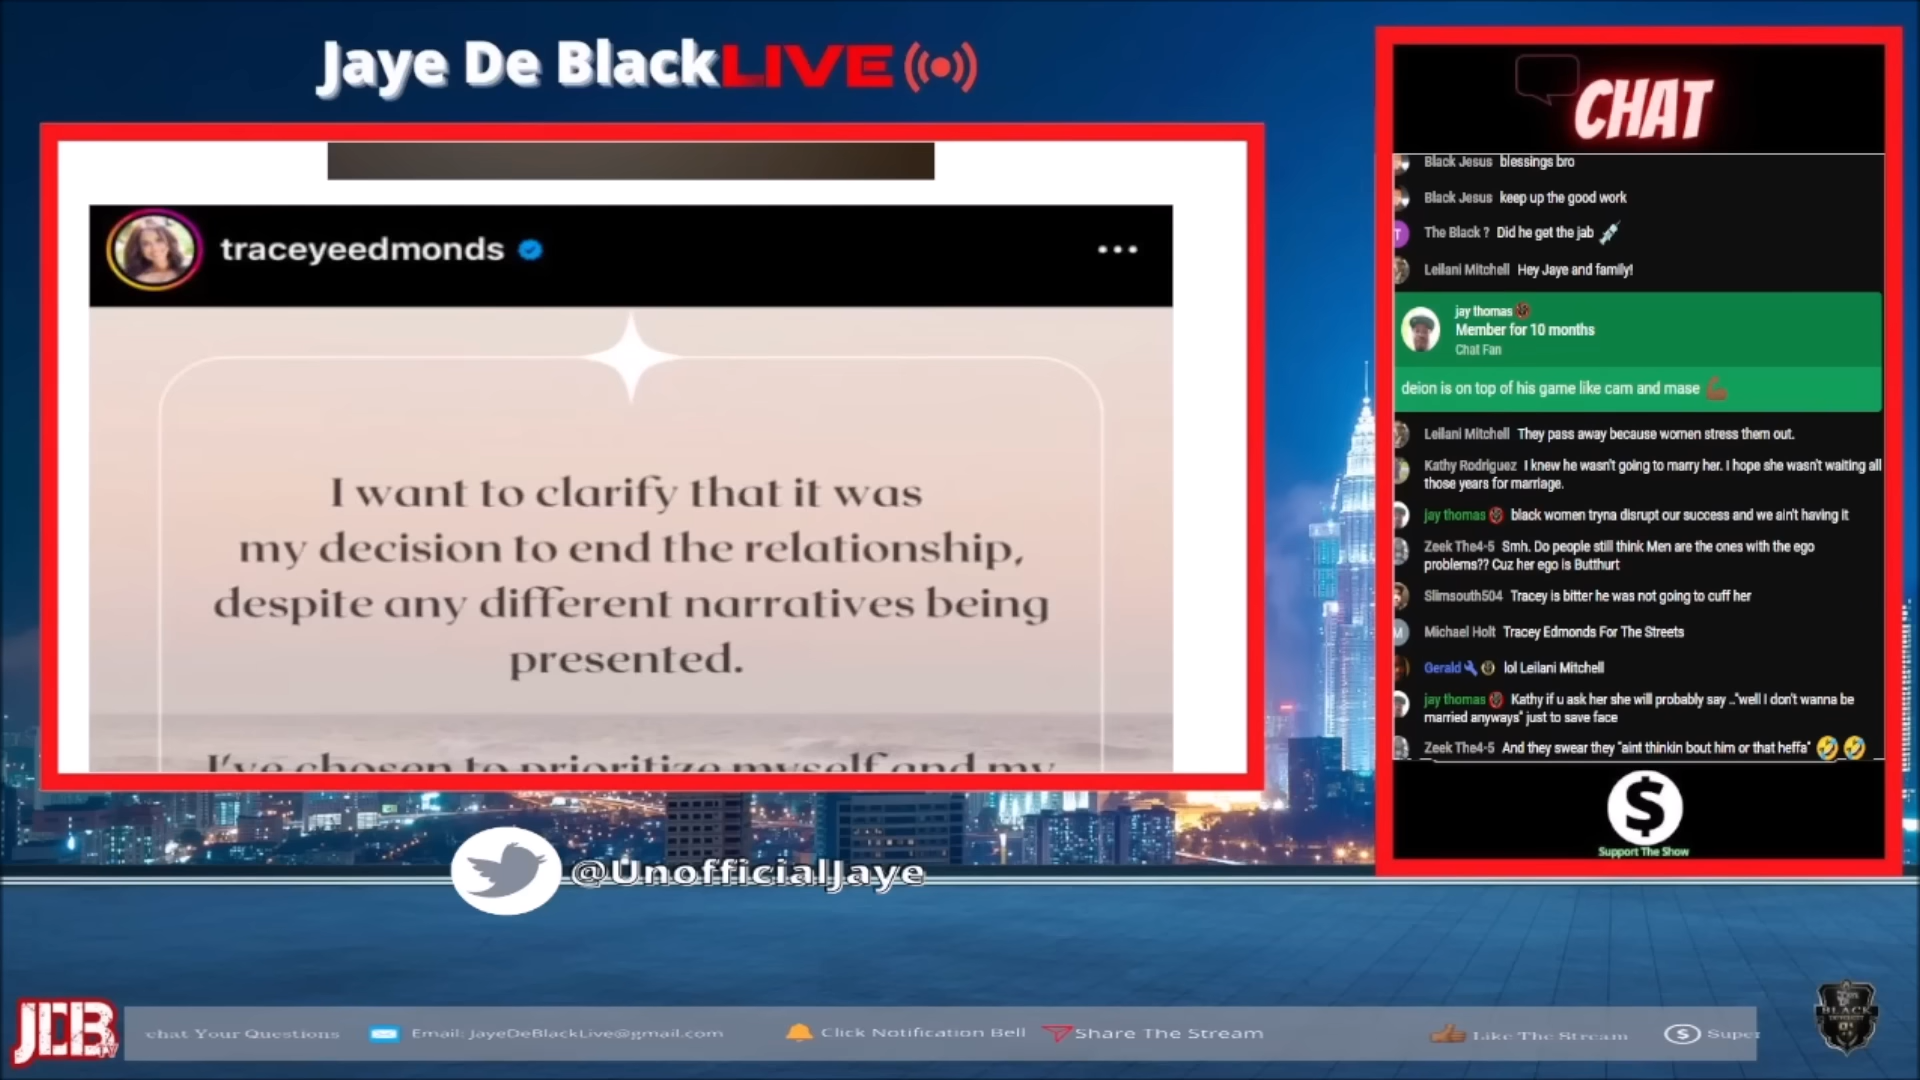 Jaye De Black LIVE
traceyeedmonds
I want to clarify that it was
my decision to end the relationship,
despite any different narratives being
presented.
I've chosen to prioritize myself and my
@UnofficialJaye
CHAT
Black Jesus blessings bro
Black Jesus keep up the good work
T The Black ? Did he get the jab
Leilani Mitchell Hey Jaye and family!
jay thomas
Member for 10 months
Chat Fan
deion is on top of his game like cam and mase
Leilani Mitchell They pass away because women stress them out.
Kathy Rodriguez I knew he wasn't going to marry her. I hope she wasn't waiting all
those years for marriage.
jay thomas black women tryna disrupt our success and we ain't having it
Zeek The4-5 Smh. Do people still think Men are the ones with the ego
problems?? Cuz her ego is Butthurt
Slimsouth504 Tracey is bitter he was not going to cuff her
M Michael Holt Tracey Edmonds For The Streets
Gerald lol Leilani Mitchell
jay thomas Kathy if u ask her she will probably say .."well I don't wanna be
married anyways" just to save face
Zeek The4-5 And they swear they "aint thinkin bout him or that heffa"
$
Support The Show
JDB TV
chat Your Questions Email: JayeDeBlackLive@gmail.com Click Notification Bell Share The Stream Like The Stream $ Super
BLACK